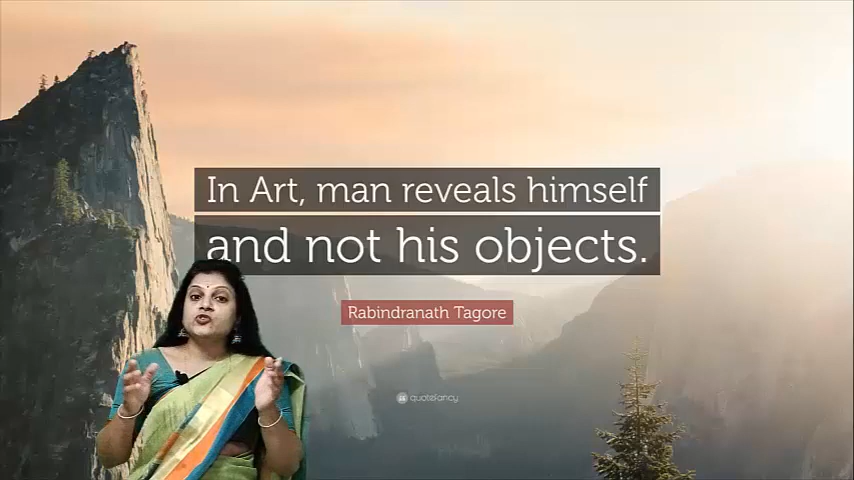 In Art, man reveals himself
and not his objects.
Rabindranath Tagore
quotefancy